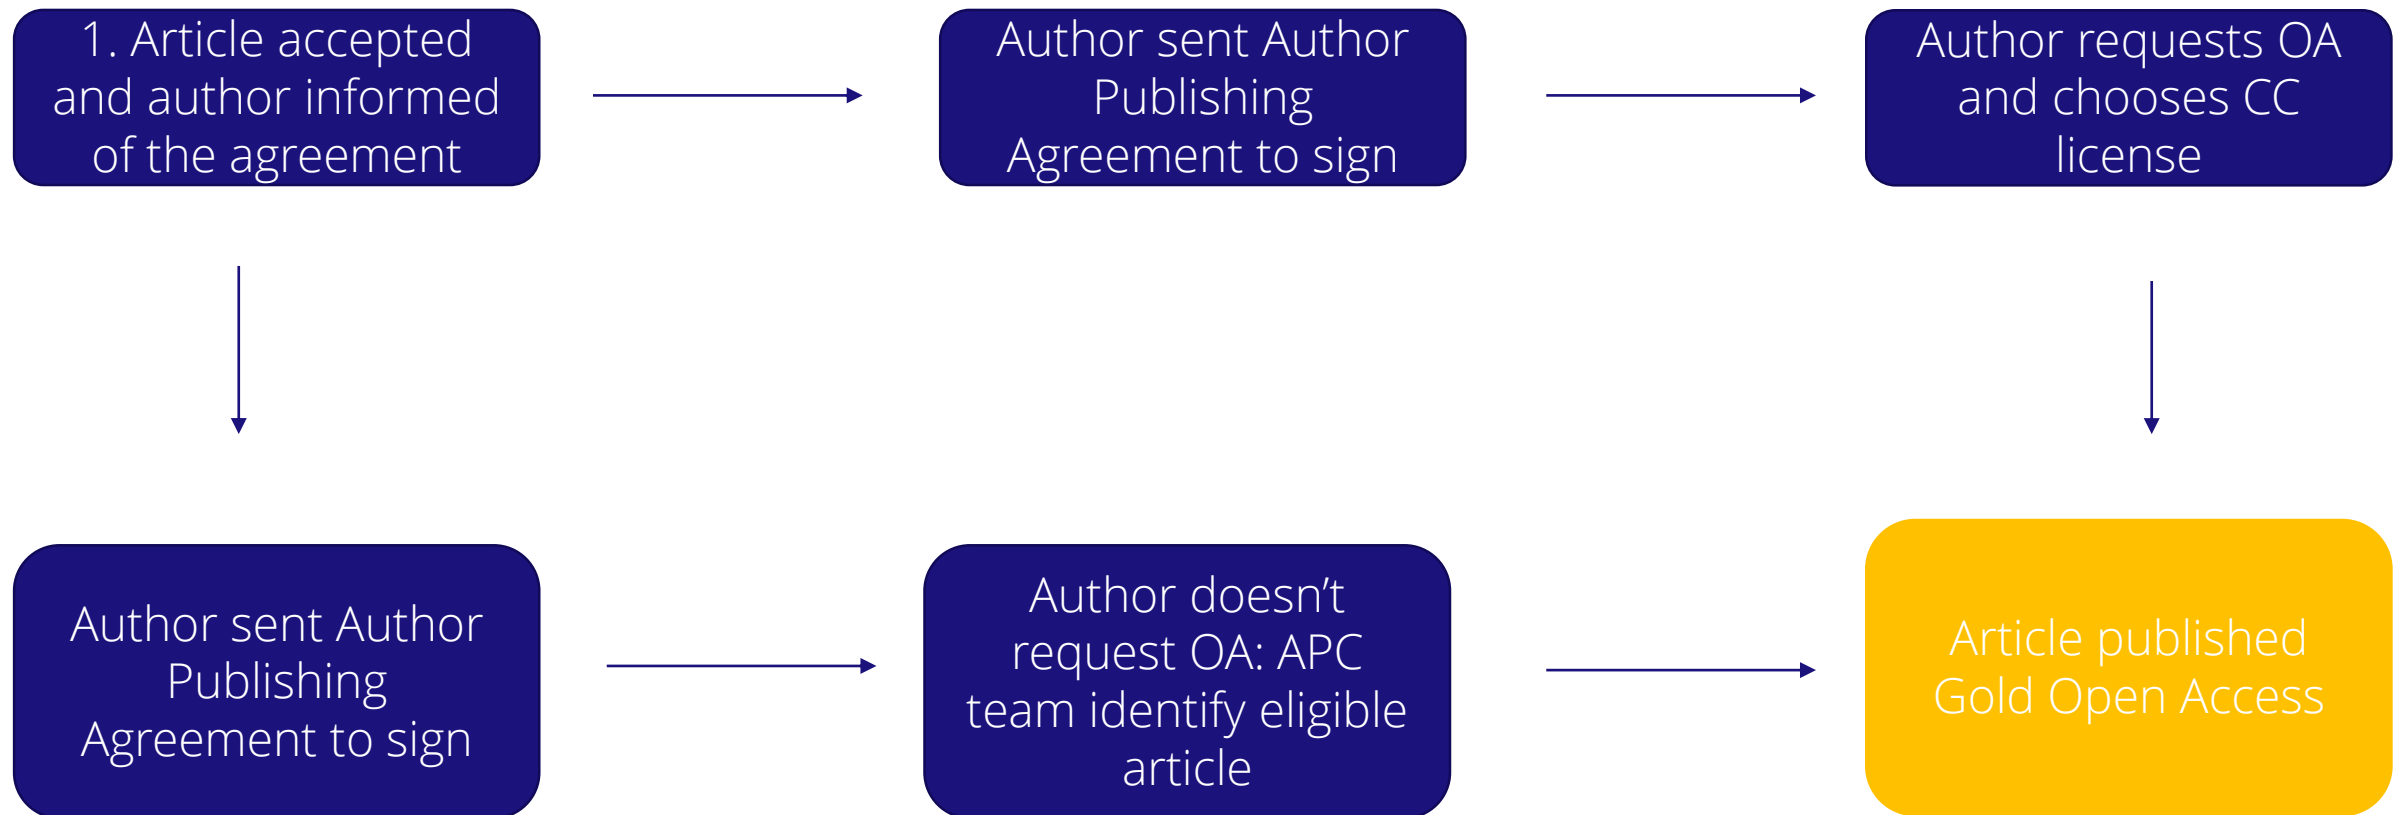 1. Article accepted
and author informed
of the agreement
Author sent Author
Publishing
Agreement to sign
Author requests OA
and chooses CC
license
Author sent Author
Publishing
Agreement to sign
Author doesn’t
request OA: APC
team identify eligible
article
Article published
Gold Open Access